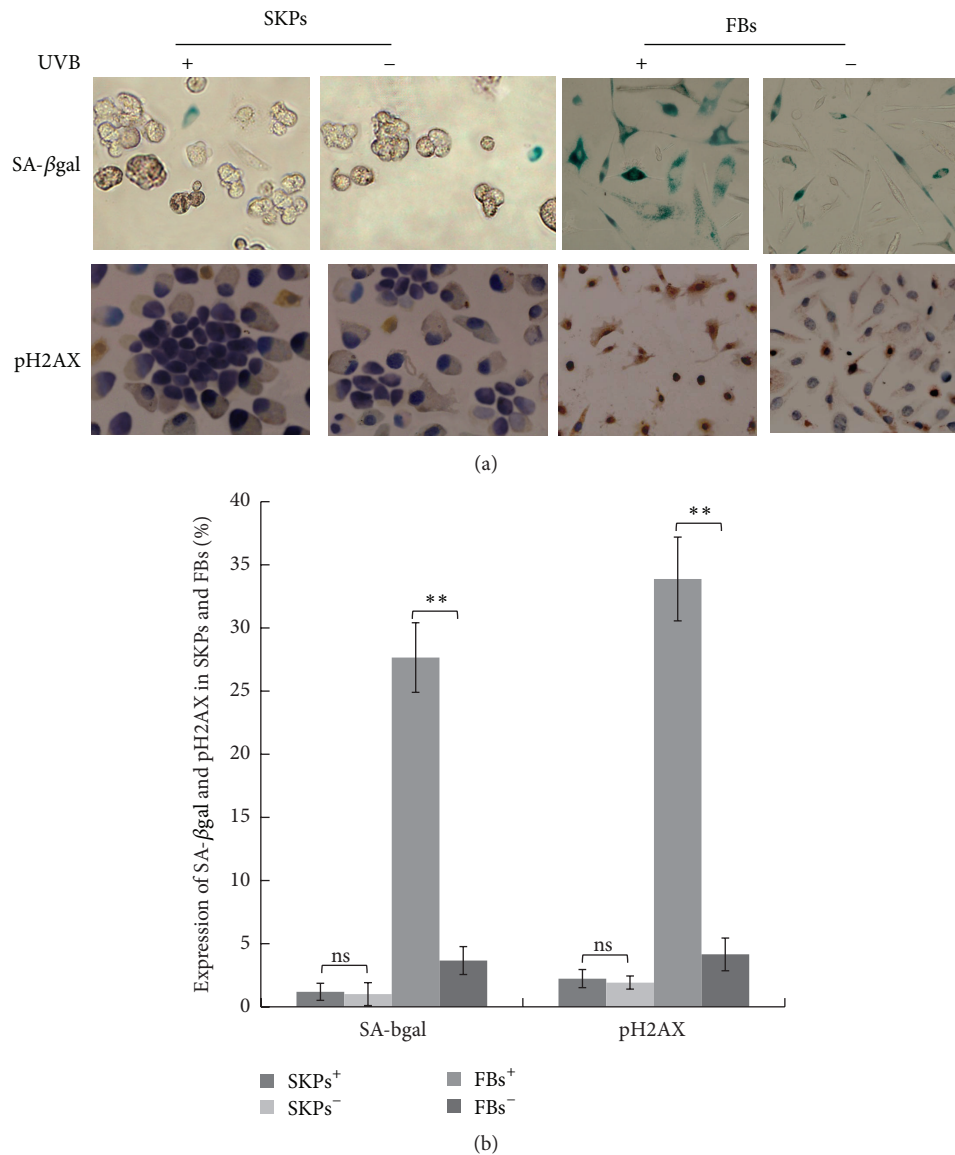 SKPs FBs
UVB + − + −
SA-βgal
pH2AX
(a)
Expression of SA-βgal and pH2AX in SKPs and FBs (%)
40
35
30
25
20
15
10
5
0
ns
**
ns
**
SA-bgal pH2AX
SKPs⁺ FBs⁺
SKPs⁻ FBs⁻
(b)